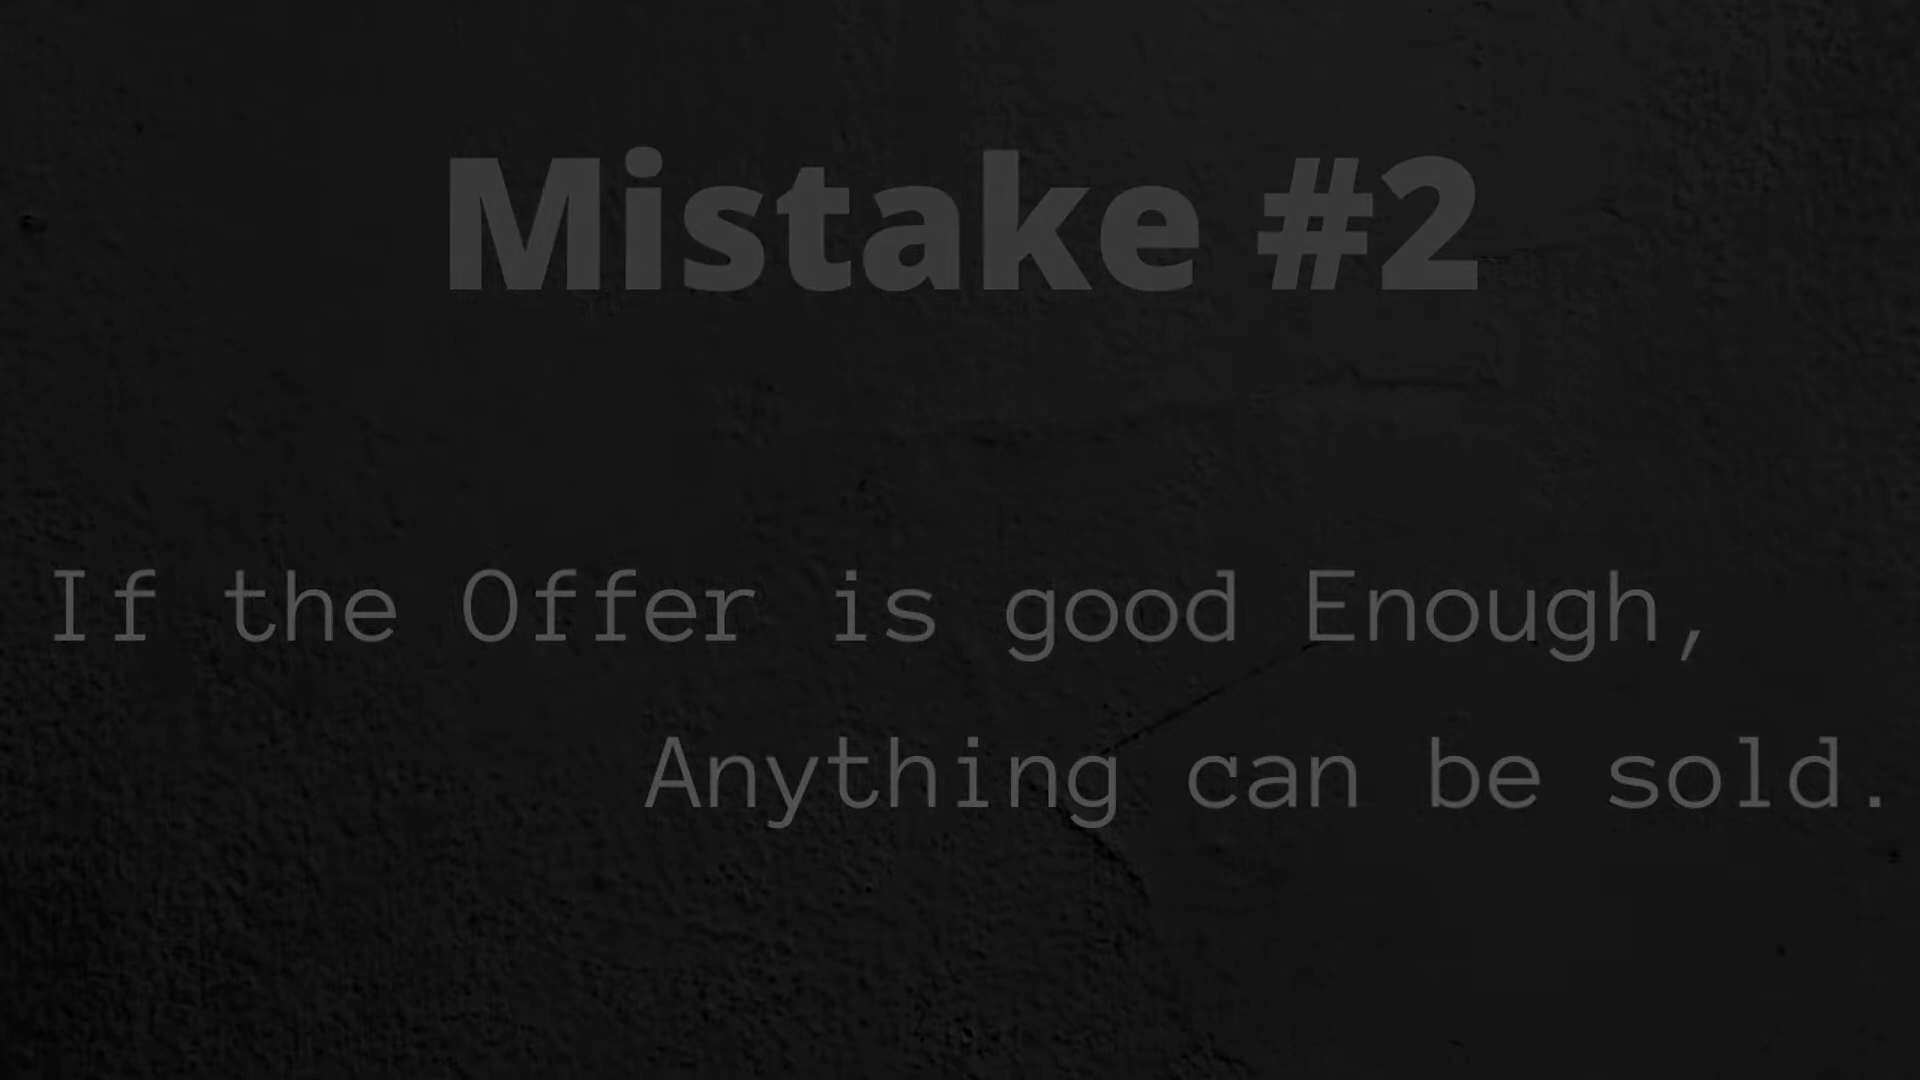 Mistake #2
If the Offer is good Enough,
Anything can be sold.